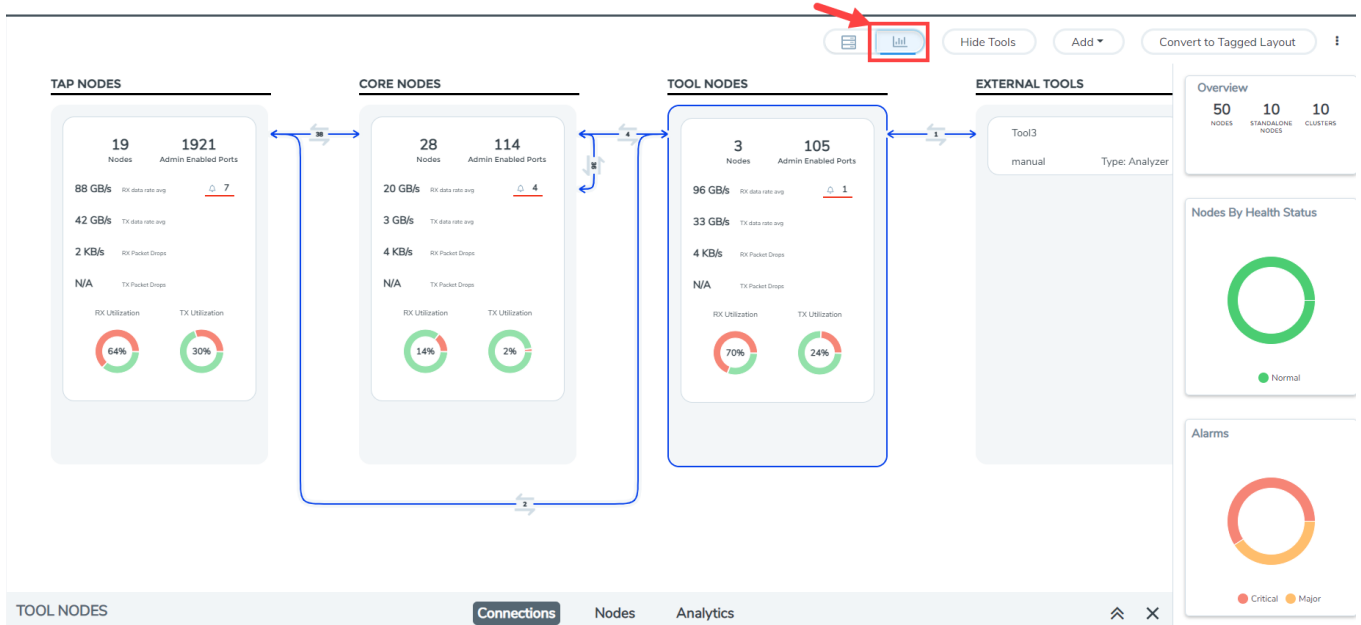 Hide Tools
Add
Convert to Tagged Layout
TAP NODES
CORE NODES
TOOL NODES
EXTERNAL TOOLS
19
Nodes
1921
Admin Enabled Ports
88 GB/s RX data rate avg
7
42 GB/s TX data rate avg
2 KB/s RX Packet Drops
N/A TX Packet Drops
RX Utilization
TX Utilization
64%
30%
38
28
Nodes
114
Admin Enabled Ports
20 GB/s RX data rate avg
4
3 GB/s TX data rate avg
4 KB/s RX Packet Drops
N/A TX Packet Drops
RX Utilization
TX Utilization
14%
2%
4
36
3
Nodes
105
Admin Enabled Ports
96 GB/s RX data rate avg
1
33 GB/s TX data rate avg
4 KB/s RX Packet Drops
N/A TX Packet Drops
RX Utilization
TX Utilization
70%
24%
1
2
Tool3
manual
Type: Analyzer
Overview
50
NODES
10
STANDALONE
NODES
10
CLUSTERS
Nodes By Health Status
Normal
Alarms
Critical
Major
TOOL NODES
Connections
Nodes
Analytics